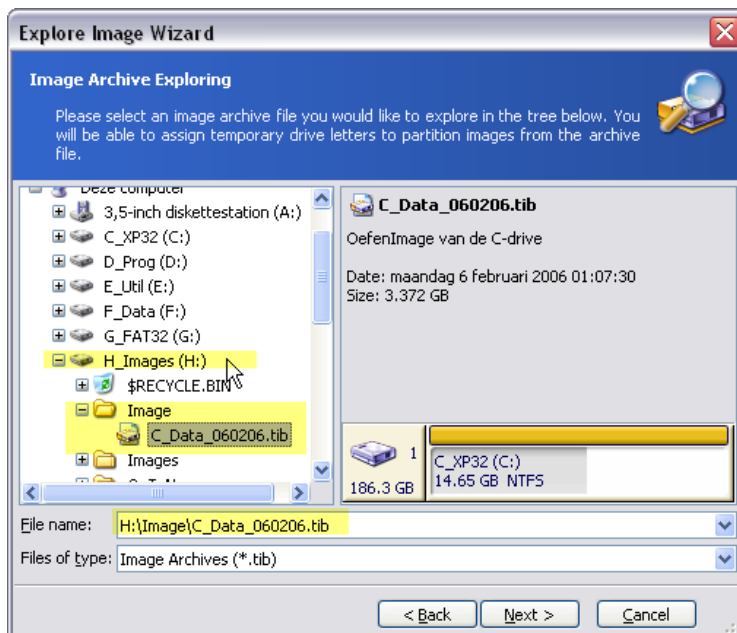 Explore Image Wizard
Image Archive Exploring
Please select an image archive file you would like to explore in the tree below. You
will be able to assign temporary drive letters to partition images from the archive
file.
Deze computer
3,5-inch diskettestation (A:)
C_XP32 (C:)
D_Prog (D:)
E_Util (E:)
F_Data (F:)
G_FAT32 (G:)
H_Images (H:)
$RECYCLE.BIN
Image
C_Data_060206.tib
Images
C_Data_060206.tib
OefenImage van de C-drive
Date: maandag 6 februari 2006 01:07:30
Size: 3.372 GB
1
186.3 GB
C_XP32 (C:)
14.65 GB NTFS
File name: H:\Image\C_Data_060206.tib
Files of type: Image Archives (*.tib)
< Back Next > Cancel